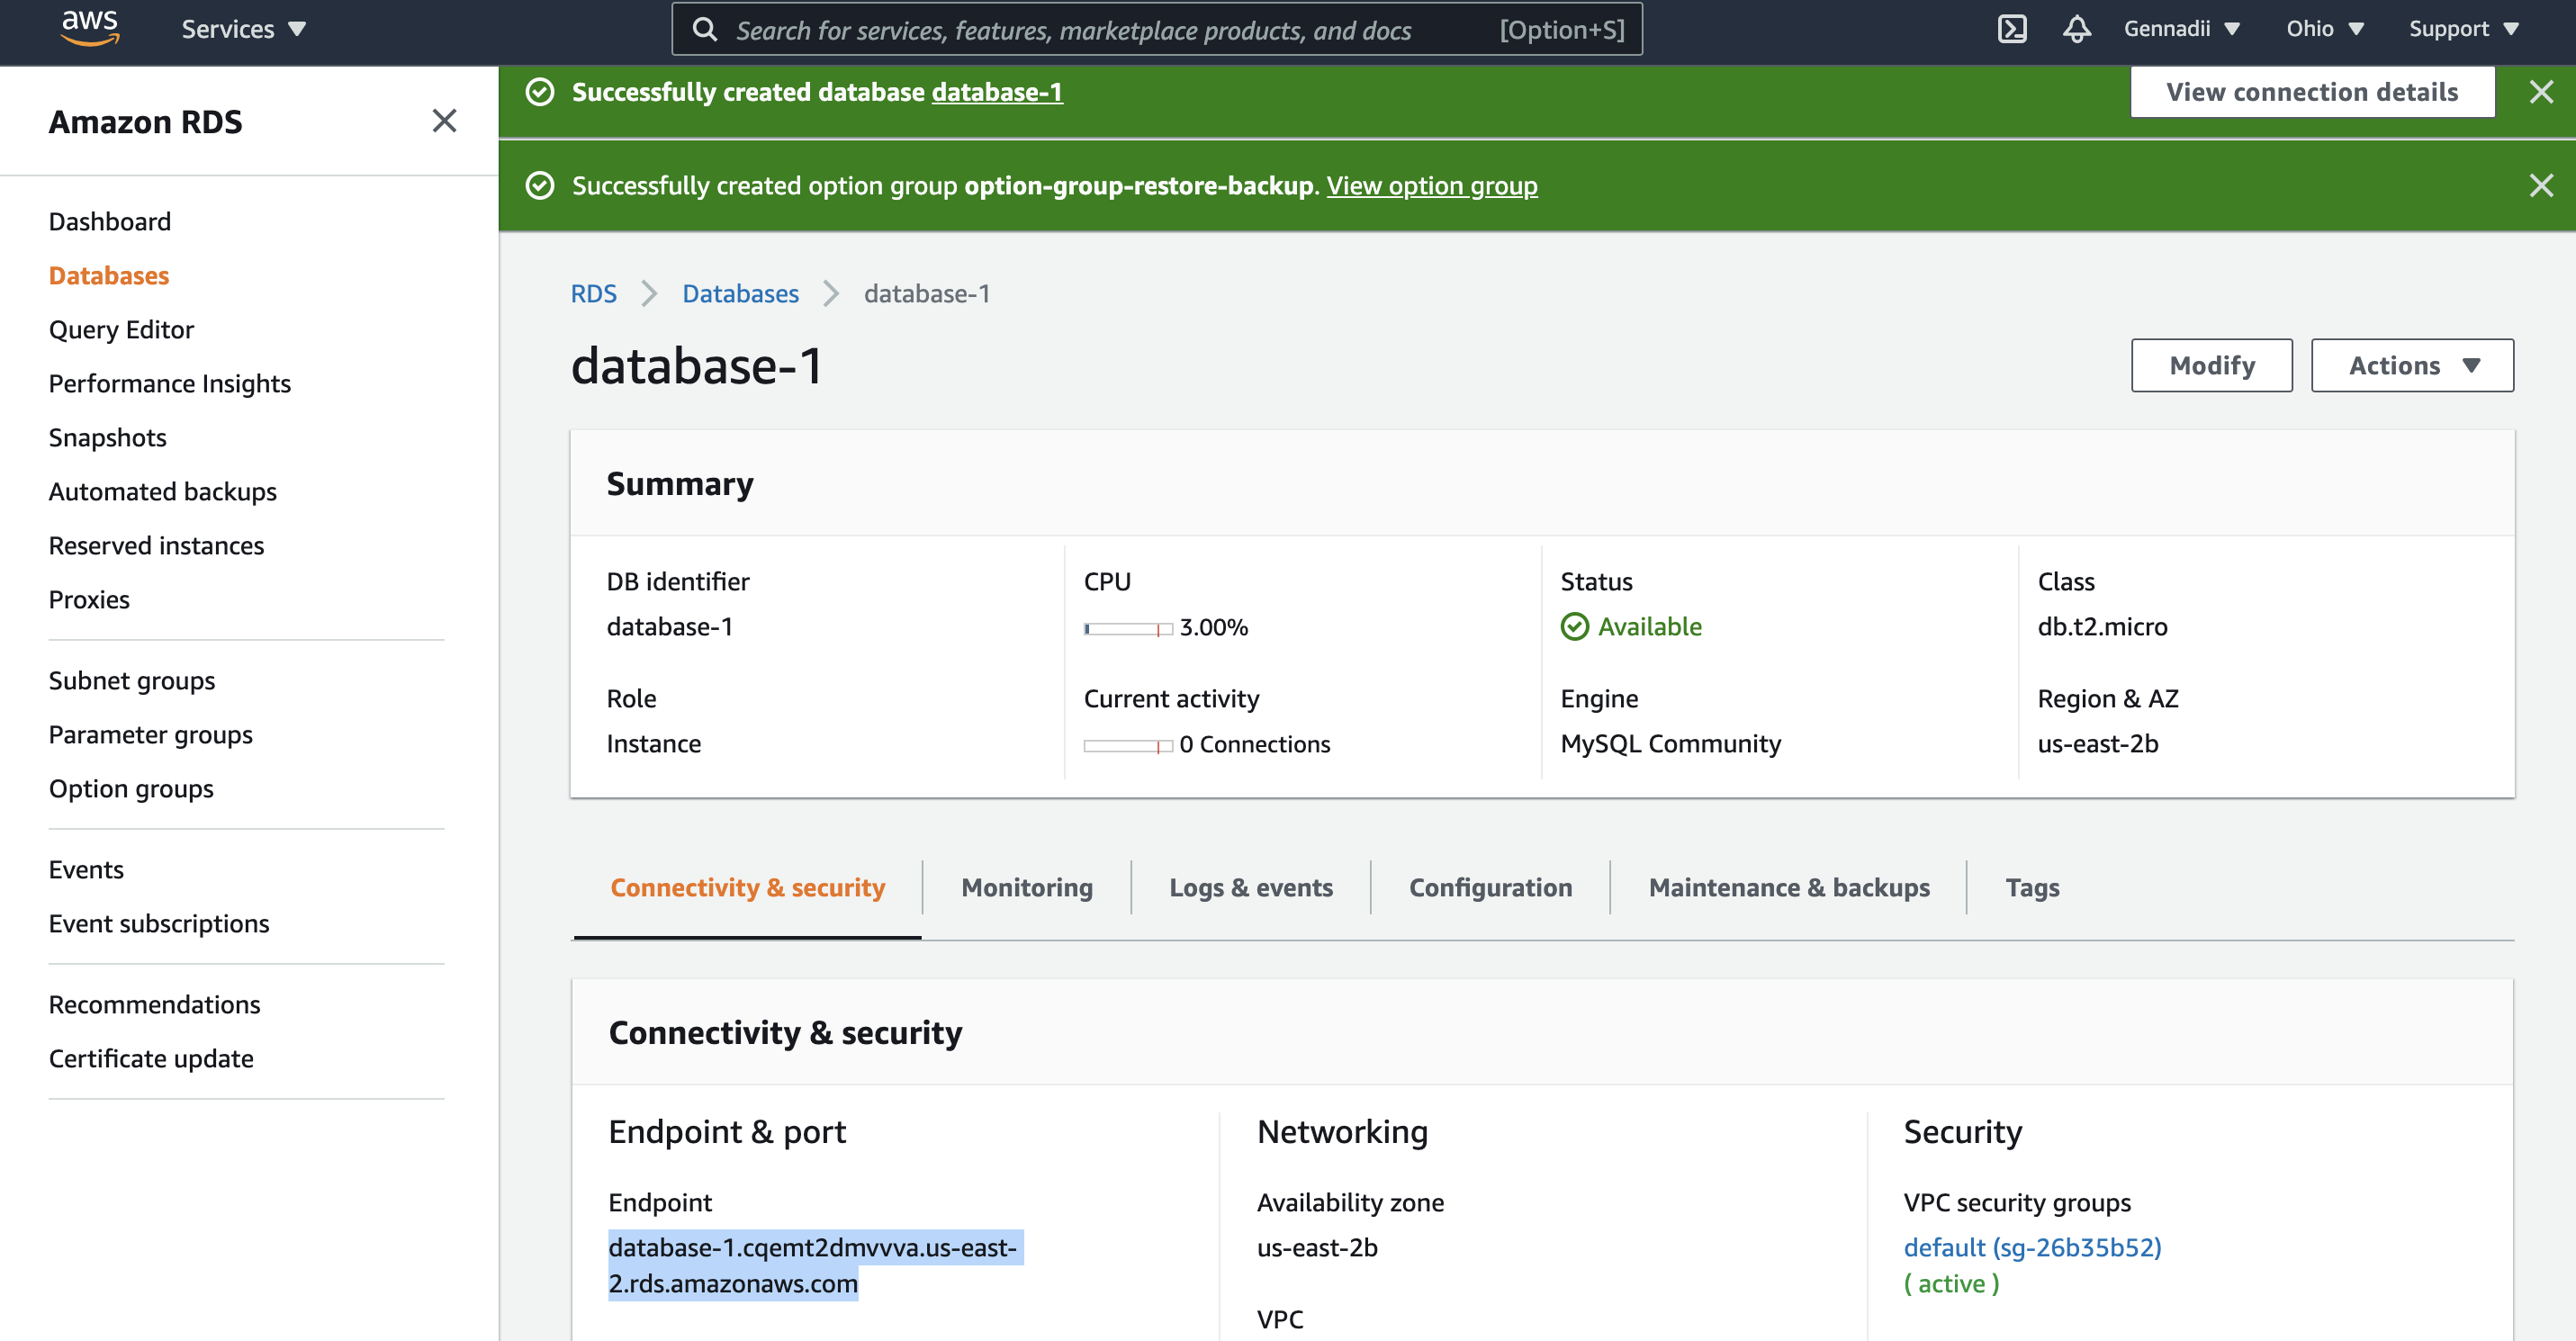 aws
Services
Search for services, features, marketplace products, and docs [Option+S]
Gennadii
Ohio
Support
Amazon RDS
Dashboard
Databases
Query Editor
Performance Insights
Snapshots
Automated backups
Reserved instances
Proxies
Subnet groups
Parameter groups
Option groups
Events
Event subscriptions
Recommendations
Certificate update
Successfully created database database-1
View connection details
Successfully created option group option-group-restore-backup. View option group
RDS > Databases > database-1
database-1
Modify
Actions
Summary
DB identifier
database-1
CPU
3.00%
Status
Available
Class
db.t2.micro
Role
Instance
Current activity
0 Connections
Engine
MySQL Community
Region & AZ
us-east-2b
Connectivity & security
Monitoring
Logs & events
Configuration
Maintenance & backups
Tags
Connectivity & security
Endpoint & port
Endpoint
database-1.cqemt2dmvvva.us-east-
2.rds.amazonaws.com
Networking
Availability zone
us-east-2b
VPC
Security
VPC security groups
default (sg-26b35b52)
( active )